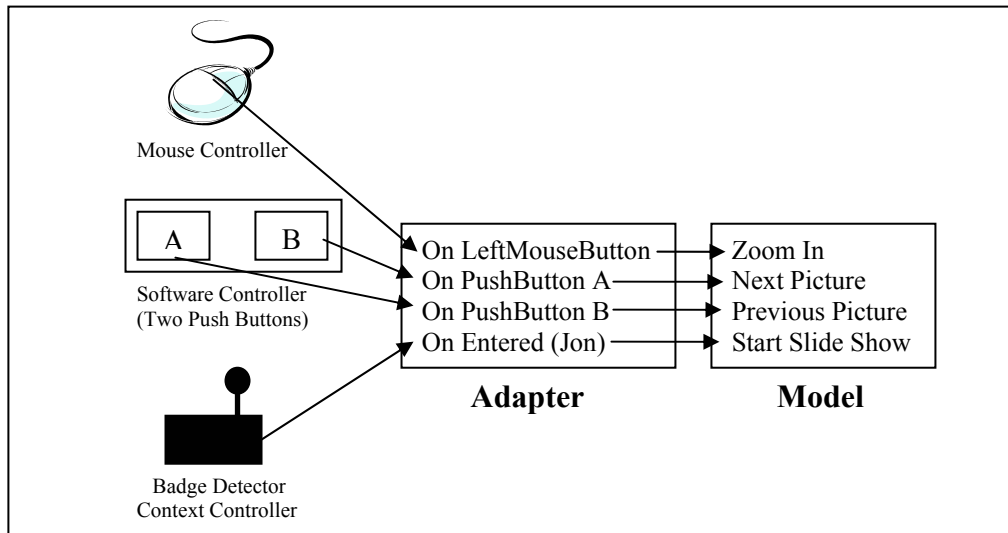 Mouse Controller
A
B
Software Controller
(Two Push Buttons)
Badge Detector
Context Controller
On LeftMouseButton
On PushButton A
On PushButton B
On Entered (Jon)
Adapter
Zoom In
Next Picture
Previous Picture
Start Slide Show
Model